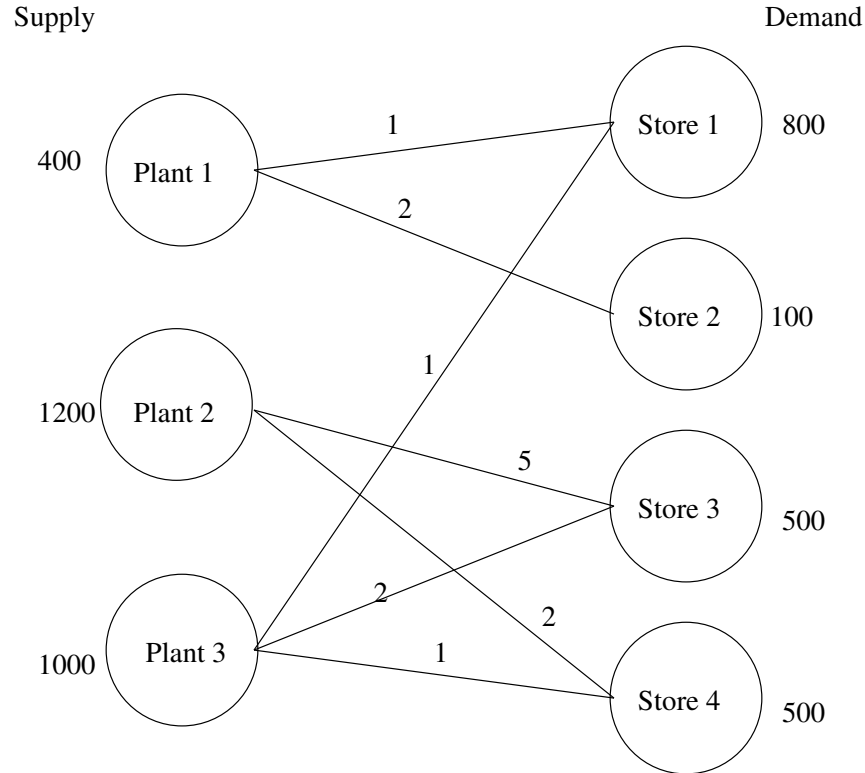 Supply
Demand
1
Store 1
800
400
Plant 1
2
Store 2
100
1
1200
Plant 2
5
Store 3
500
2
2
1
1000
Plant 3
Store 4
500